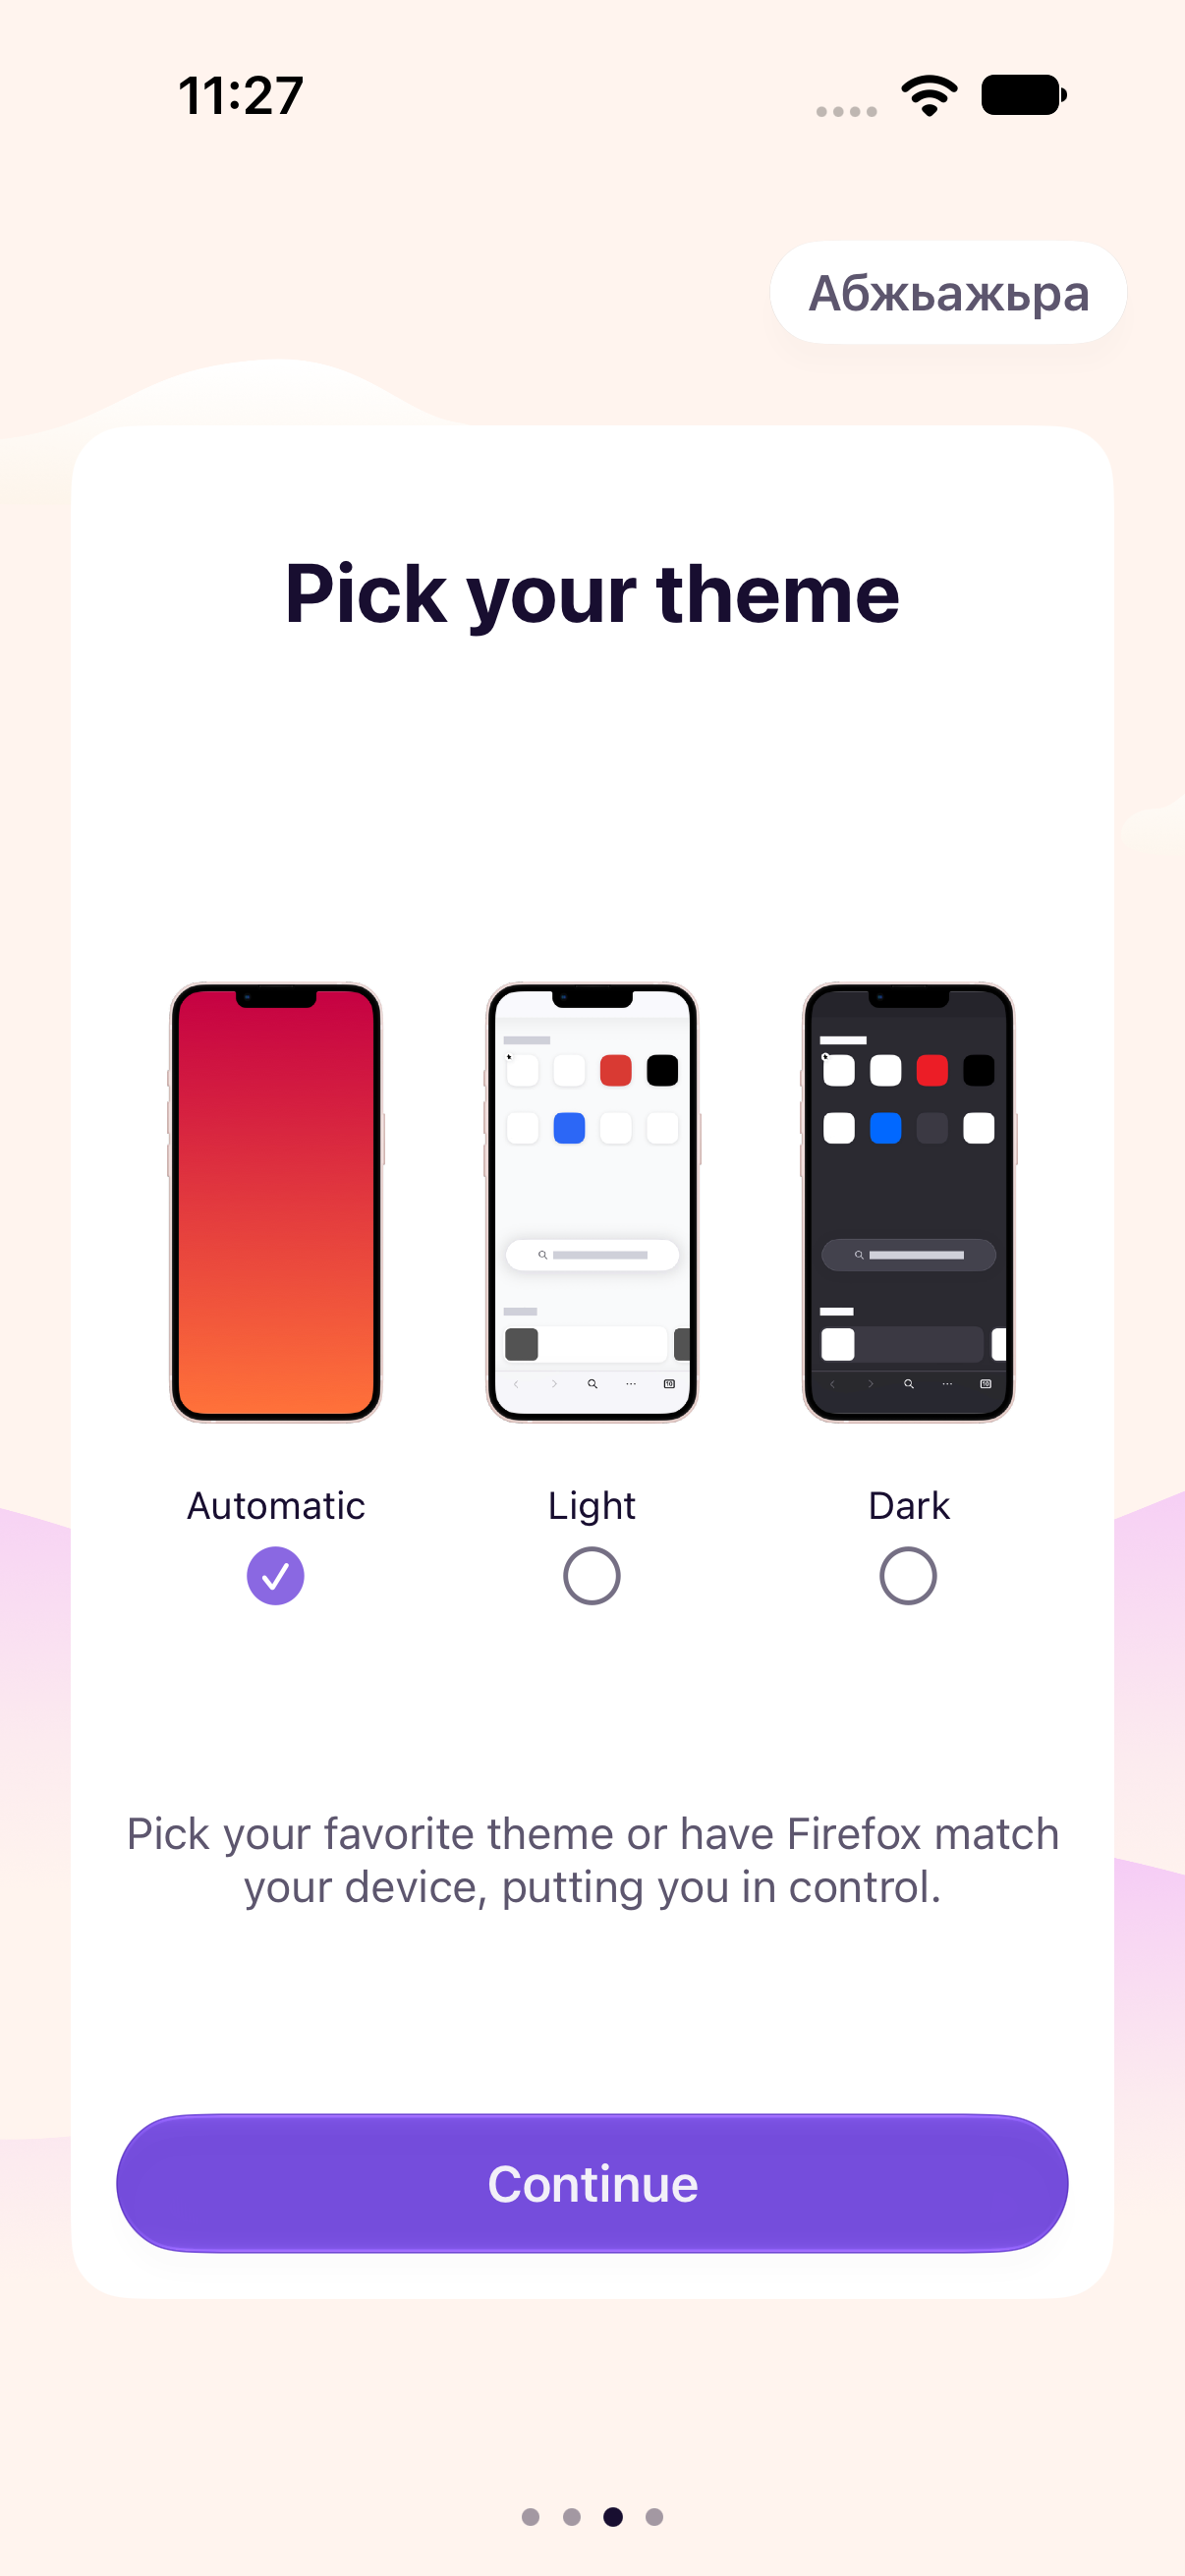 11:27
Абжьажьра
Pick your theme
Automatic
Light
Dark
Pick your favorite theme or have Firefox match
your device, putting you in control.
Continue